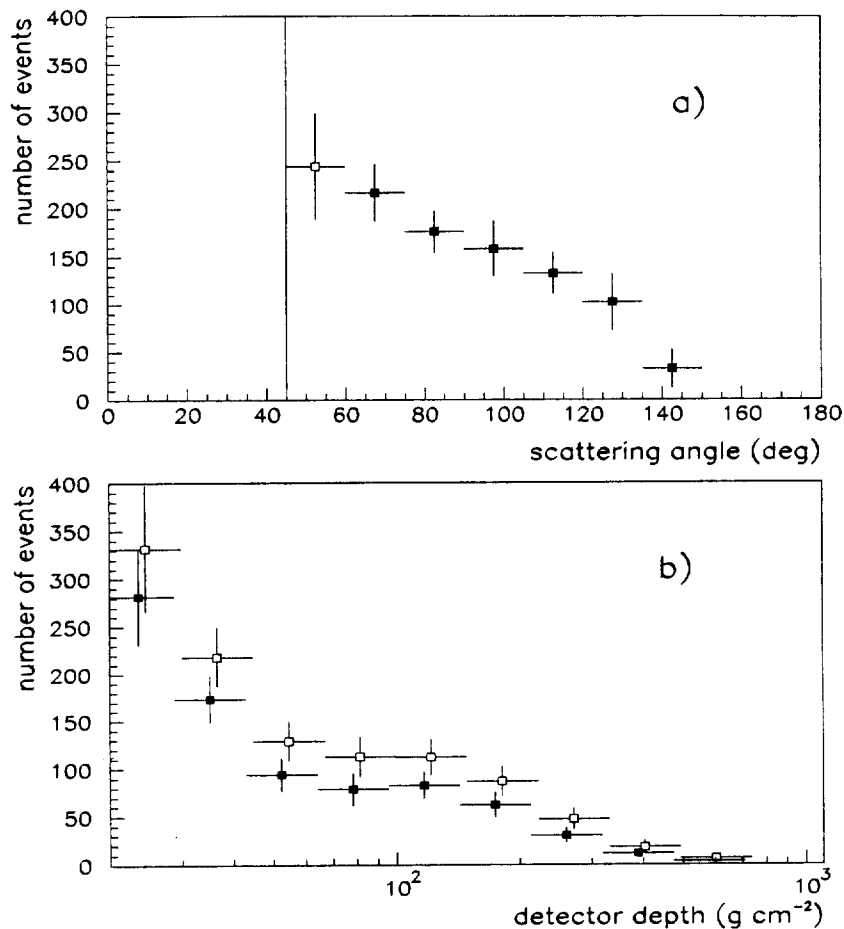 400
350
300
250
200
150
100
50
0
number of events
a)
0 20 40 60 80 100 120 140 160 180
scattering angle (deg)
400
350
300
250
200
150
100
50
0
number of events
b)
10² 10³
detector depth (g cm⁻²)